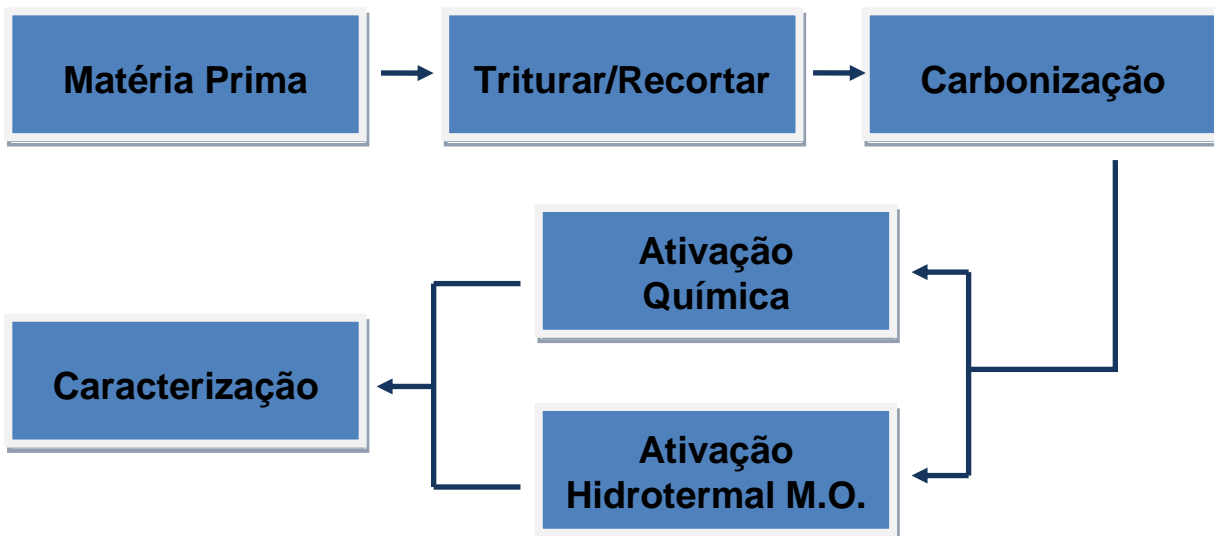 Matéria Prima
Triturar/Recortar
Carbonização
Ativação
Química
Ativação
Hidrotermal M.O.
Caracterização